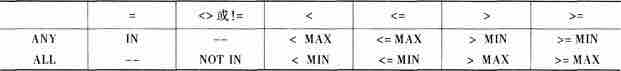 = <>或!= < <= > >=
ANY IN -- < MAX <=MAX > MIN >= MIN
ALL -- NOT IN < MIN <=MIN > MAX >=MAX